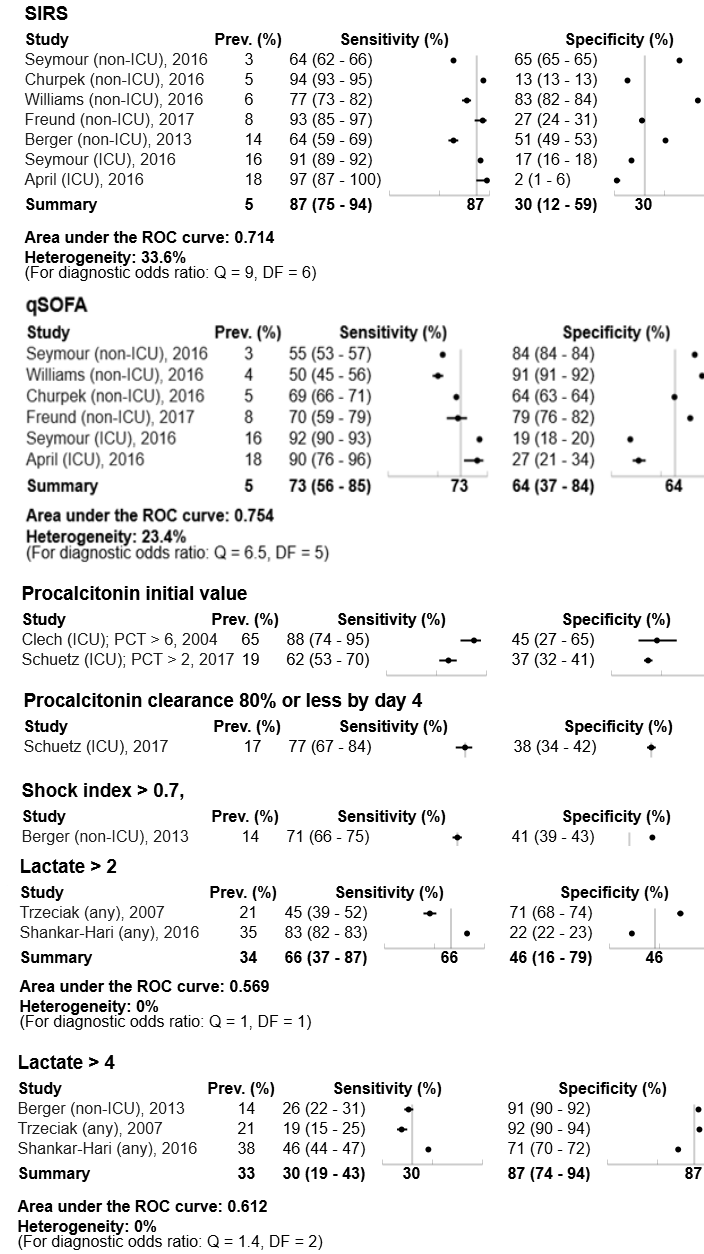 SIRS
Study Prev. (%) Sensitivity (%) Specificity (%)
Seymour (non-ICU), 2016 3 64 (62 - 66) 65 (65 - 65)
Churpek (non-ICU), 2016 5 94 (93 - 95) 13 (13 - 13)
Williams (non-ICU), 2016 6 77 (73 - 82) 83 (82 - 84)
Freund (non-ICU), 2017 8 93 (85 - 97) 27 (24 - 31)
Berger (non-ICU), 2013 14 64 (59 - 69) 51 (49 - 53)
Seymour (ICU), 2016 16 91 (89 - 92) 17 (16 - 18)
April (ICU), 2016 18 97 (87 - 100) 2 (1 - 6)
Summary 5 87 (75 - 94) 87 30 (12 - 59) 30
Area under the ROC curve: 0.714
Heterogeneity: 33.6%
(For diagnostic odds ratio: Q = 9, DF = 6)
qSOFA
Study Prev. (%) Sensitivity (%) Specificity (%)
Seymour (non-ICU), 2016 3 55 (53 - 57) 84 (84 - 84)
Williams (non-ICU), 2016 4 50 (45 - 56) 91 (91 - 92)
Churpek (non-ICU), 2016 5 69 (66 - 71) 64 (63 - 64)
Freund (non-ICU), 2017 8 70 (59 - 79) 79 (76 - 82)
Seymour (ICU), 2016 16 92 (90 - 93) 19 (18 - 20)
April (ICU), 2016 18 90 (76 - 96) 27 (21 - 34)
Summary 5 73 (56 - 85) 73 64 (37 - 84) 64
Area under the ROC curve: 0.754
Heterogeneity: 23.4%
(For diagnostic odds ratio: Q = 6.5, DF = 5)
Procalcitonin initial value
Study Prev. (%) Sensitivity (%) Specificity (%)
Clech (ICU); PCT > 6, 2004 65 88 (74 - 95) 45 (27 - 65)
Schuetz (ICU); PCT > 2, 2017 19 62 (53 - 70) 37 (32 - 41)
Procalcitonin clearance 80% or less by day 4
Study Prev. (%) Sensitivity (%) Specificity (%)
Schuetz (ICU), 2017 17 77 (67 - 84) 38 (34 - 42)
Shock index > 0.7,
Study Prev. (%) Sensitivity (%) Specificity (%)
Berger (non-ICU), 2013 14 71 (66 - 75) 41 (39 - 43)
Lactate > 2
Study Prev. (%) Sensitivity (%) Specificity (%)
Trzeciak (any), 2007 21 45 (39 - 52) 71 (68 - 74)
Shankar-Hari (any), 2016 35 83 (82 - 83) 22 (22 - 23)
Summary 34 66 (37 - 87) 66 46 (16 - 79) 46
Area under the ROC curve: 0.569
Heterogeneity: 0%
(For diagnostic odds ratio: Q = 1, DF = 1)
Lactate > 4
Study Prev. (%) Sensitivity (%) Specificity (%)
Berger (non-ICU), 2013 14 26 (22 - 31) 91 (90 - 92)
Trzeciak (any), 2007 21 19 (15 - 25) 92 (90 - 94)
Shankar-Hari (any), 2016 38 46 (44 - 47) 71 (70 - 72)
Summary 33 30 (19 - 43) 30 87 (74 - 94) 87
Area under the ROC curve: 0.612
Heterogeneity: 0%
(For diagnostic odds ratio: Q = 1.4, DF = 2)